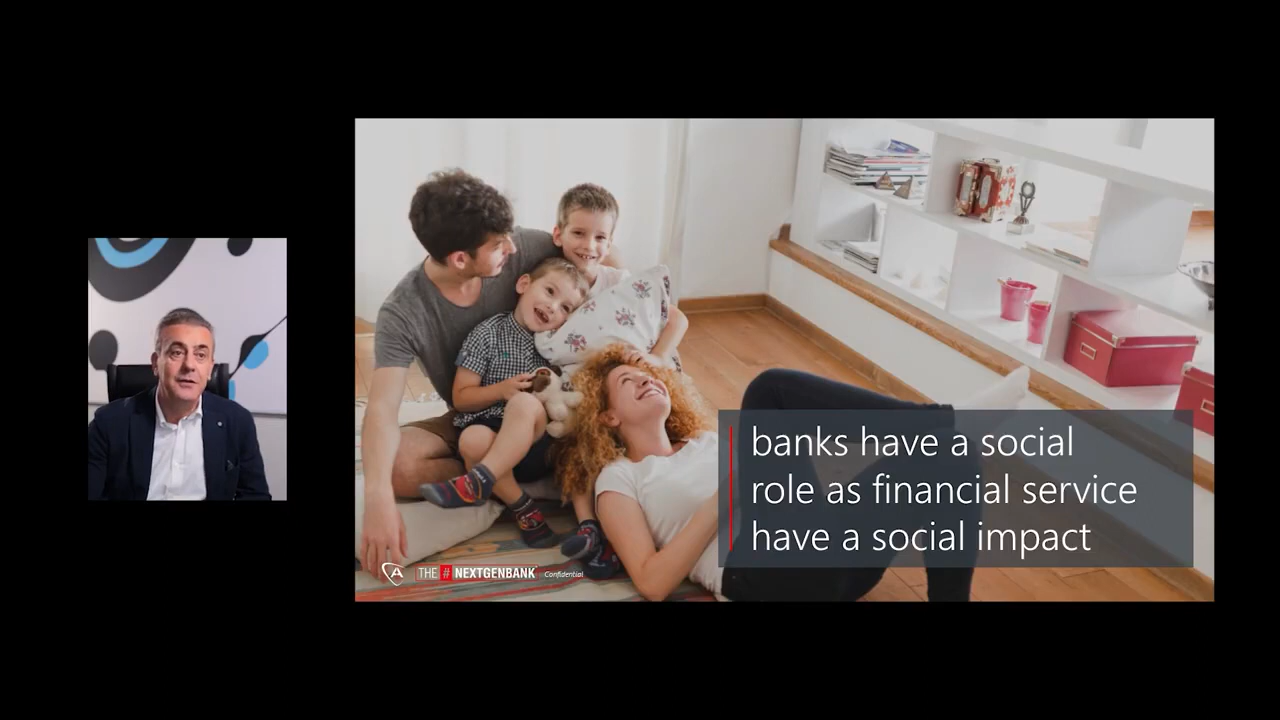 banks have a social
role as financial service
have a social impact
A THE # NEXTGENBANK Confidential